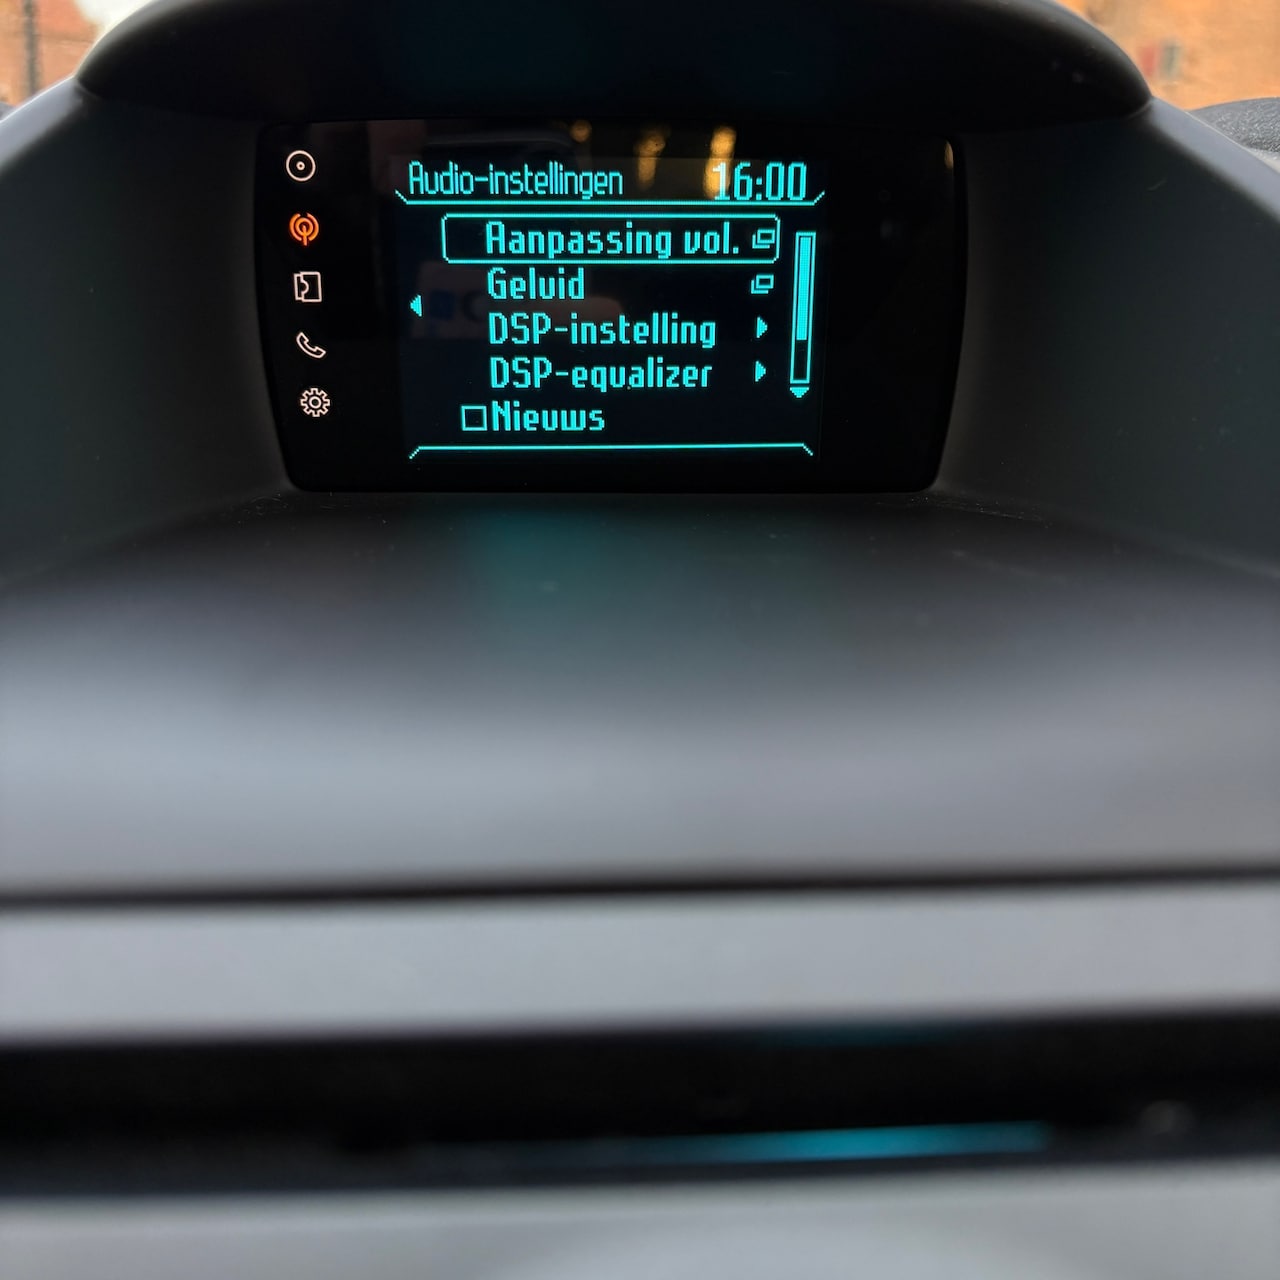 Audio-instellingen 16:00
Aanpassing vol.
Geluid
DSP-instelling
DSP-equalizer
Nieuws